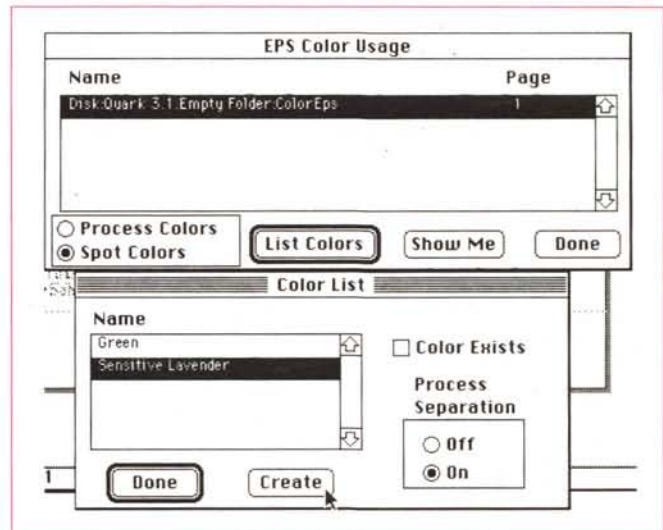 EPS Color Usage
Name Page
Disk:Quark 3.1:Empty Folder:ColorEps 1
Process Colors
Spot Colors
List Colors
Show Me
Done
Color List
Name
Green
Sensitive Lavender
Color Exists
Process
Separation
Off
On
Done
Create
1